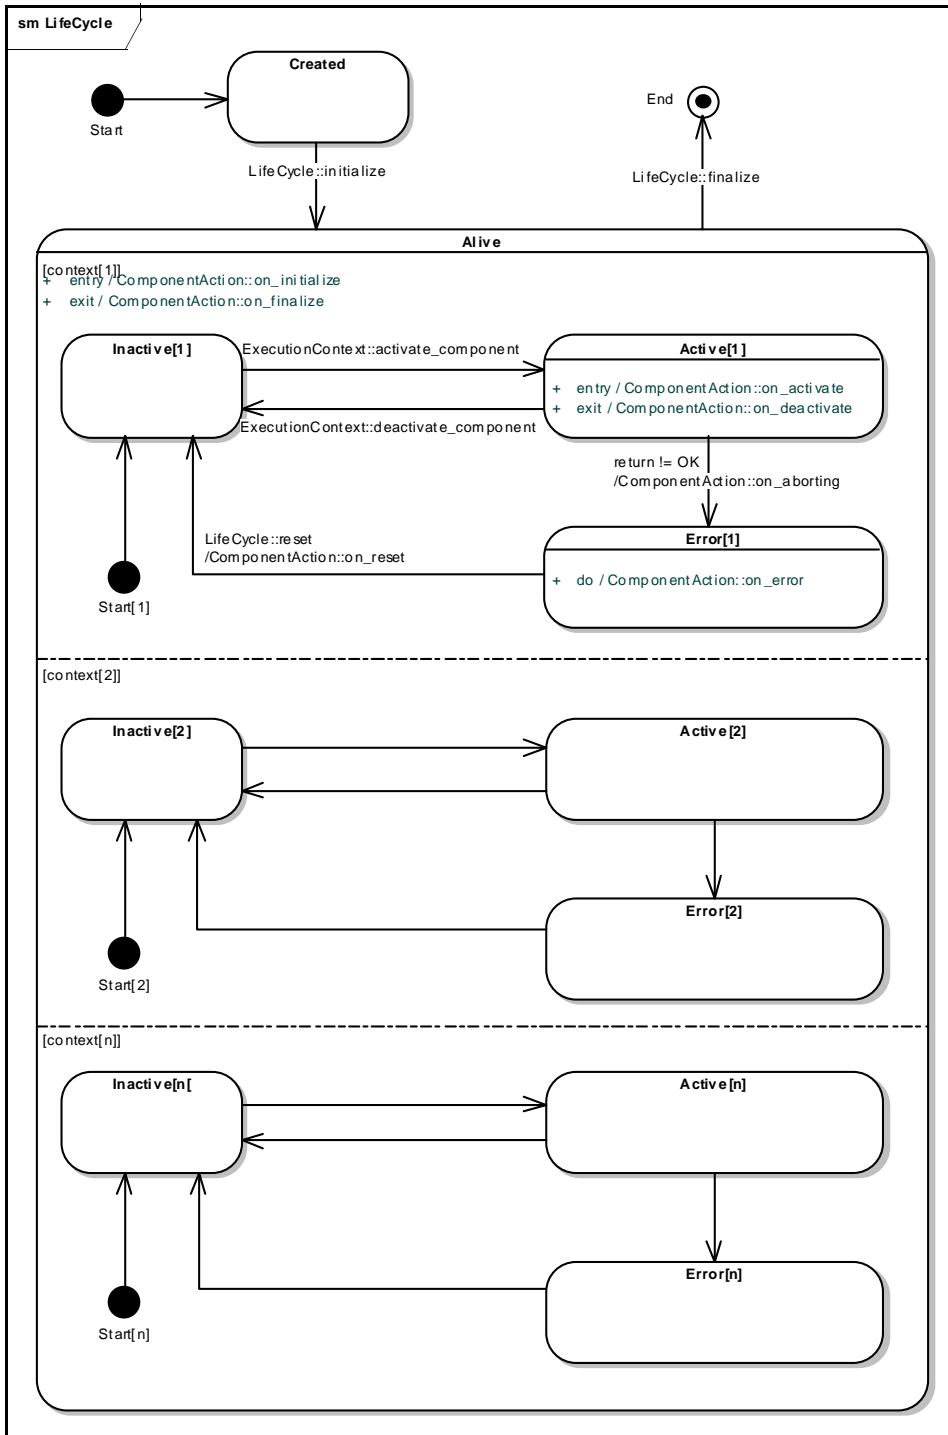 sm LifeCycle
Created
Start
End
LifeCycle::initialize
LifeCycle::finalize
Alive
[context[1]]
+ entry / ComponentAction::on_initialize
+ exit / ComponentAction::on_finalize
Inactive[1]
ExecutionContext::activate_component
Active[1]
+ entry / ComponentAction::on_activate
+ exit / ComponentAction::on_deactivate
ExecutionContext::deactivate_component
return != OK
/ComponentAction::on_aborting
LifeCycle::reset
/ComponentAction::on_reset
Error[1]
+ do / ComponentAction::on_error
Start[1]
[context[2]]
Inactive[2]
Active[2]
Error[2]
Start[2]
[context[n]]
Inactive[n[
Active[n]
Error[n]
Start[n]